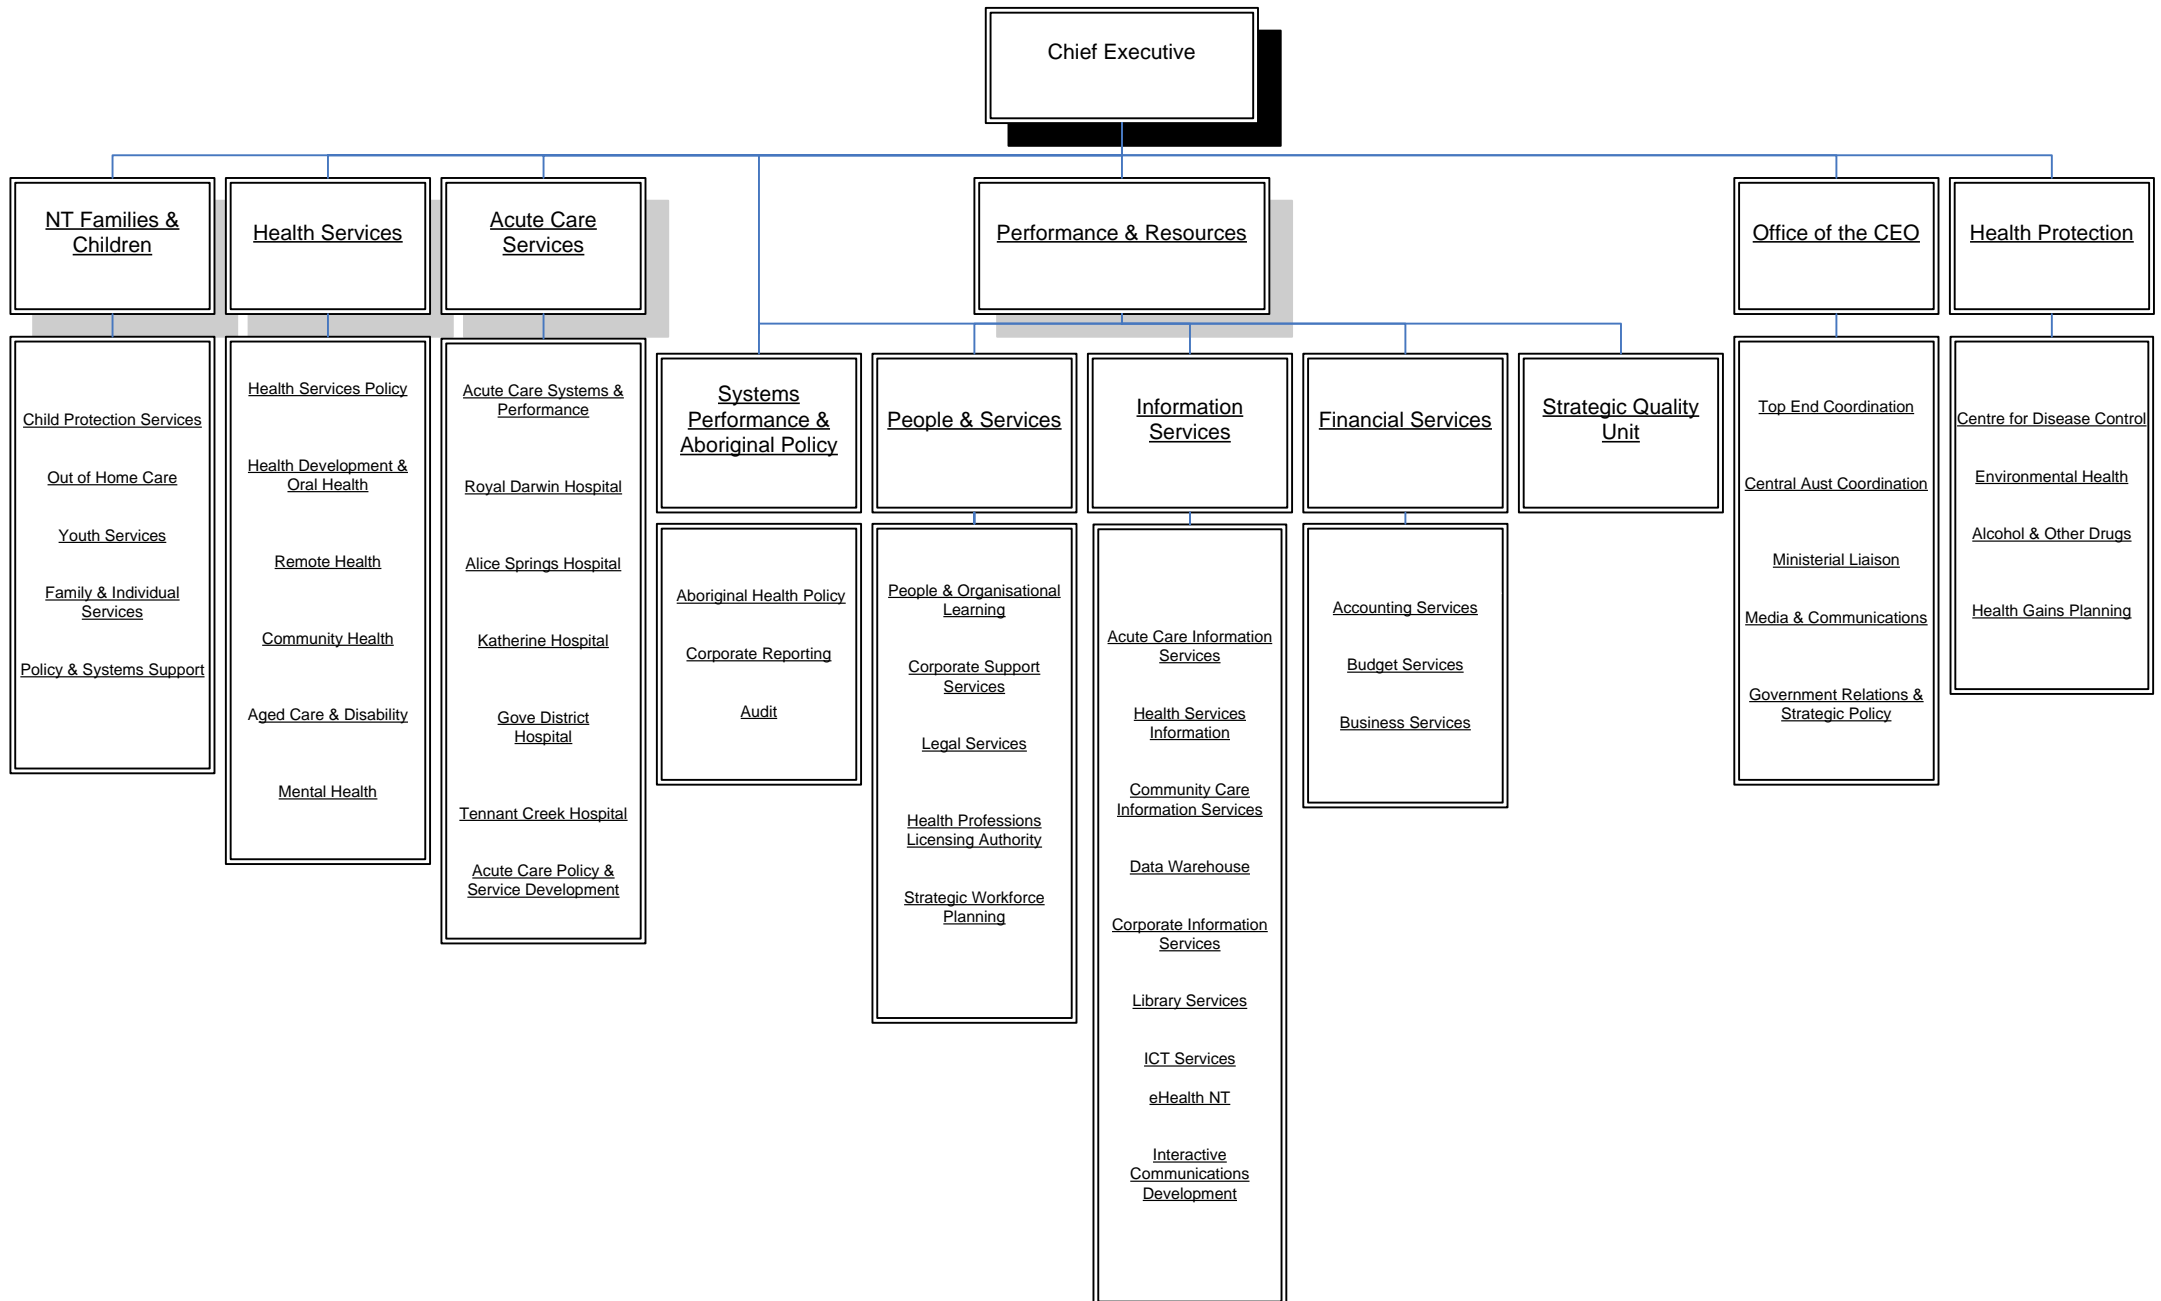 Chief Executive
NT Families &
Children
Health Services
Acute Care
Services
Performance & Resources
Office of the CEO
Health Protection
Child Protection Services
Out of Home Care
Youth Services
Family & Individual
Services
Policy & Systems Support
Health Services Policy
Health Development &
Oral Health
Remote Health
Community Health
Aged Care & Disability
Mental Health
Acute Care Systems &
Performance
Royal Darwin Hospital
Alice Springs Hospital
Katherine Hospital
Gove District
Hospital
Tennant Creek Hospital
Acute Care Policy &
Service Development
Systems
Performance &
Aboriginal Policy
Aboriginal Health Policy
Corporate Reporting
Audit
People & Services
People & Organisational
Learning
Corporate Support
Services
Legal Services
Health Professions
Licensing Authority
Strategic Workforce
Planning
Information
Services
Acute Care Information
Services
Health Services
Information
Community Care
Information Services
Data Warehouse
Corporate Information
Services
Library Services
ICT Services
eHealth NT
Interactive
Communications
Development
Financial Services
Accounting Services
Budget Services
Business Services
Strategic Quality
Unit
Top End Coordination
Central Aust Coordination
Ministerial Liaison
Media & Communications
Government Relations &
Strategic Policy
Centre for Disease Control
Environmental Health
Alcohol & Other Drugs
Health Gains Planning